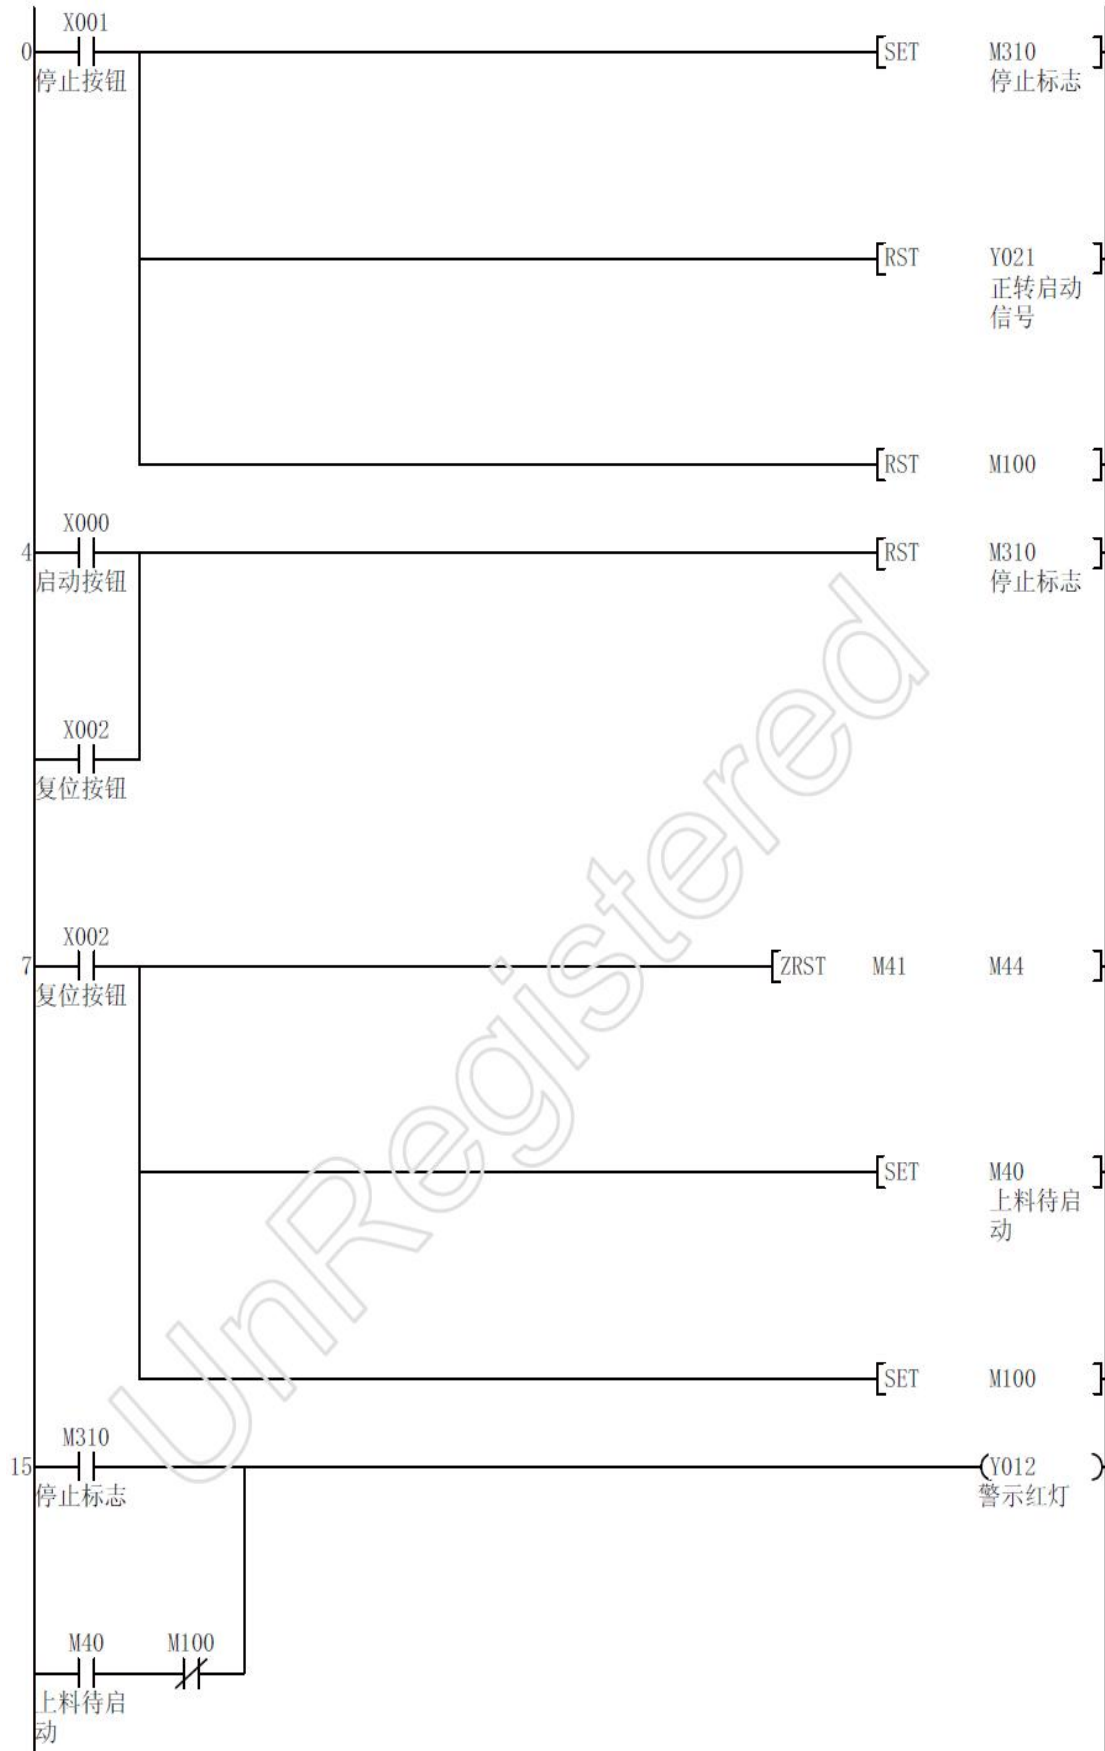 X001
0
SET M310
停止按钮
停止标志
RST Y021
正转启动
信号
RST M100
X000
4
RST M310
启动按钮
停止标志
X002
复位按钮
X002
7
ZRST M41 M44
复位按钮
SET M40
上料待启
动
SET M100
M310
15
Y012
停止标志
警示红灯
M40 M100
上料待启
动
UnRegistered